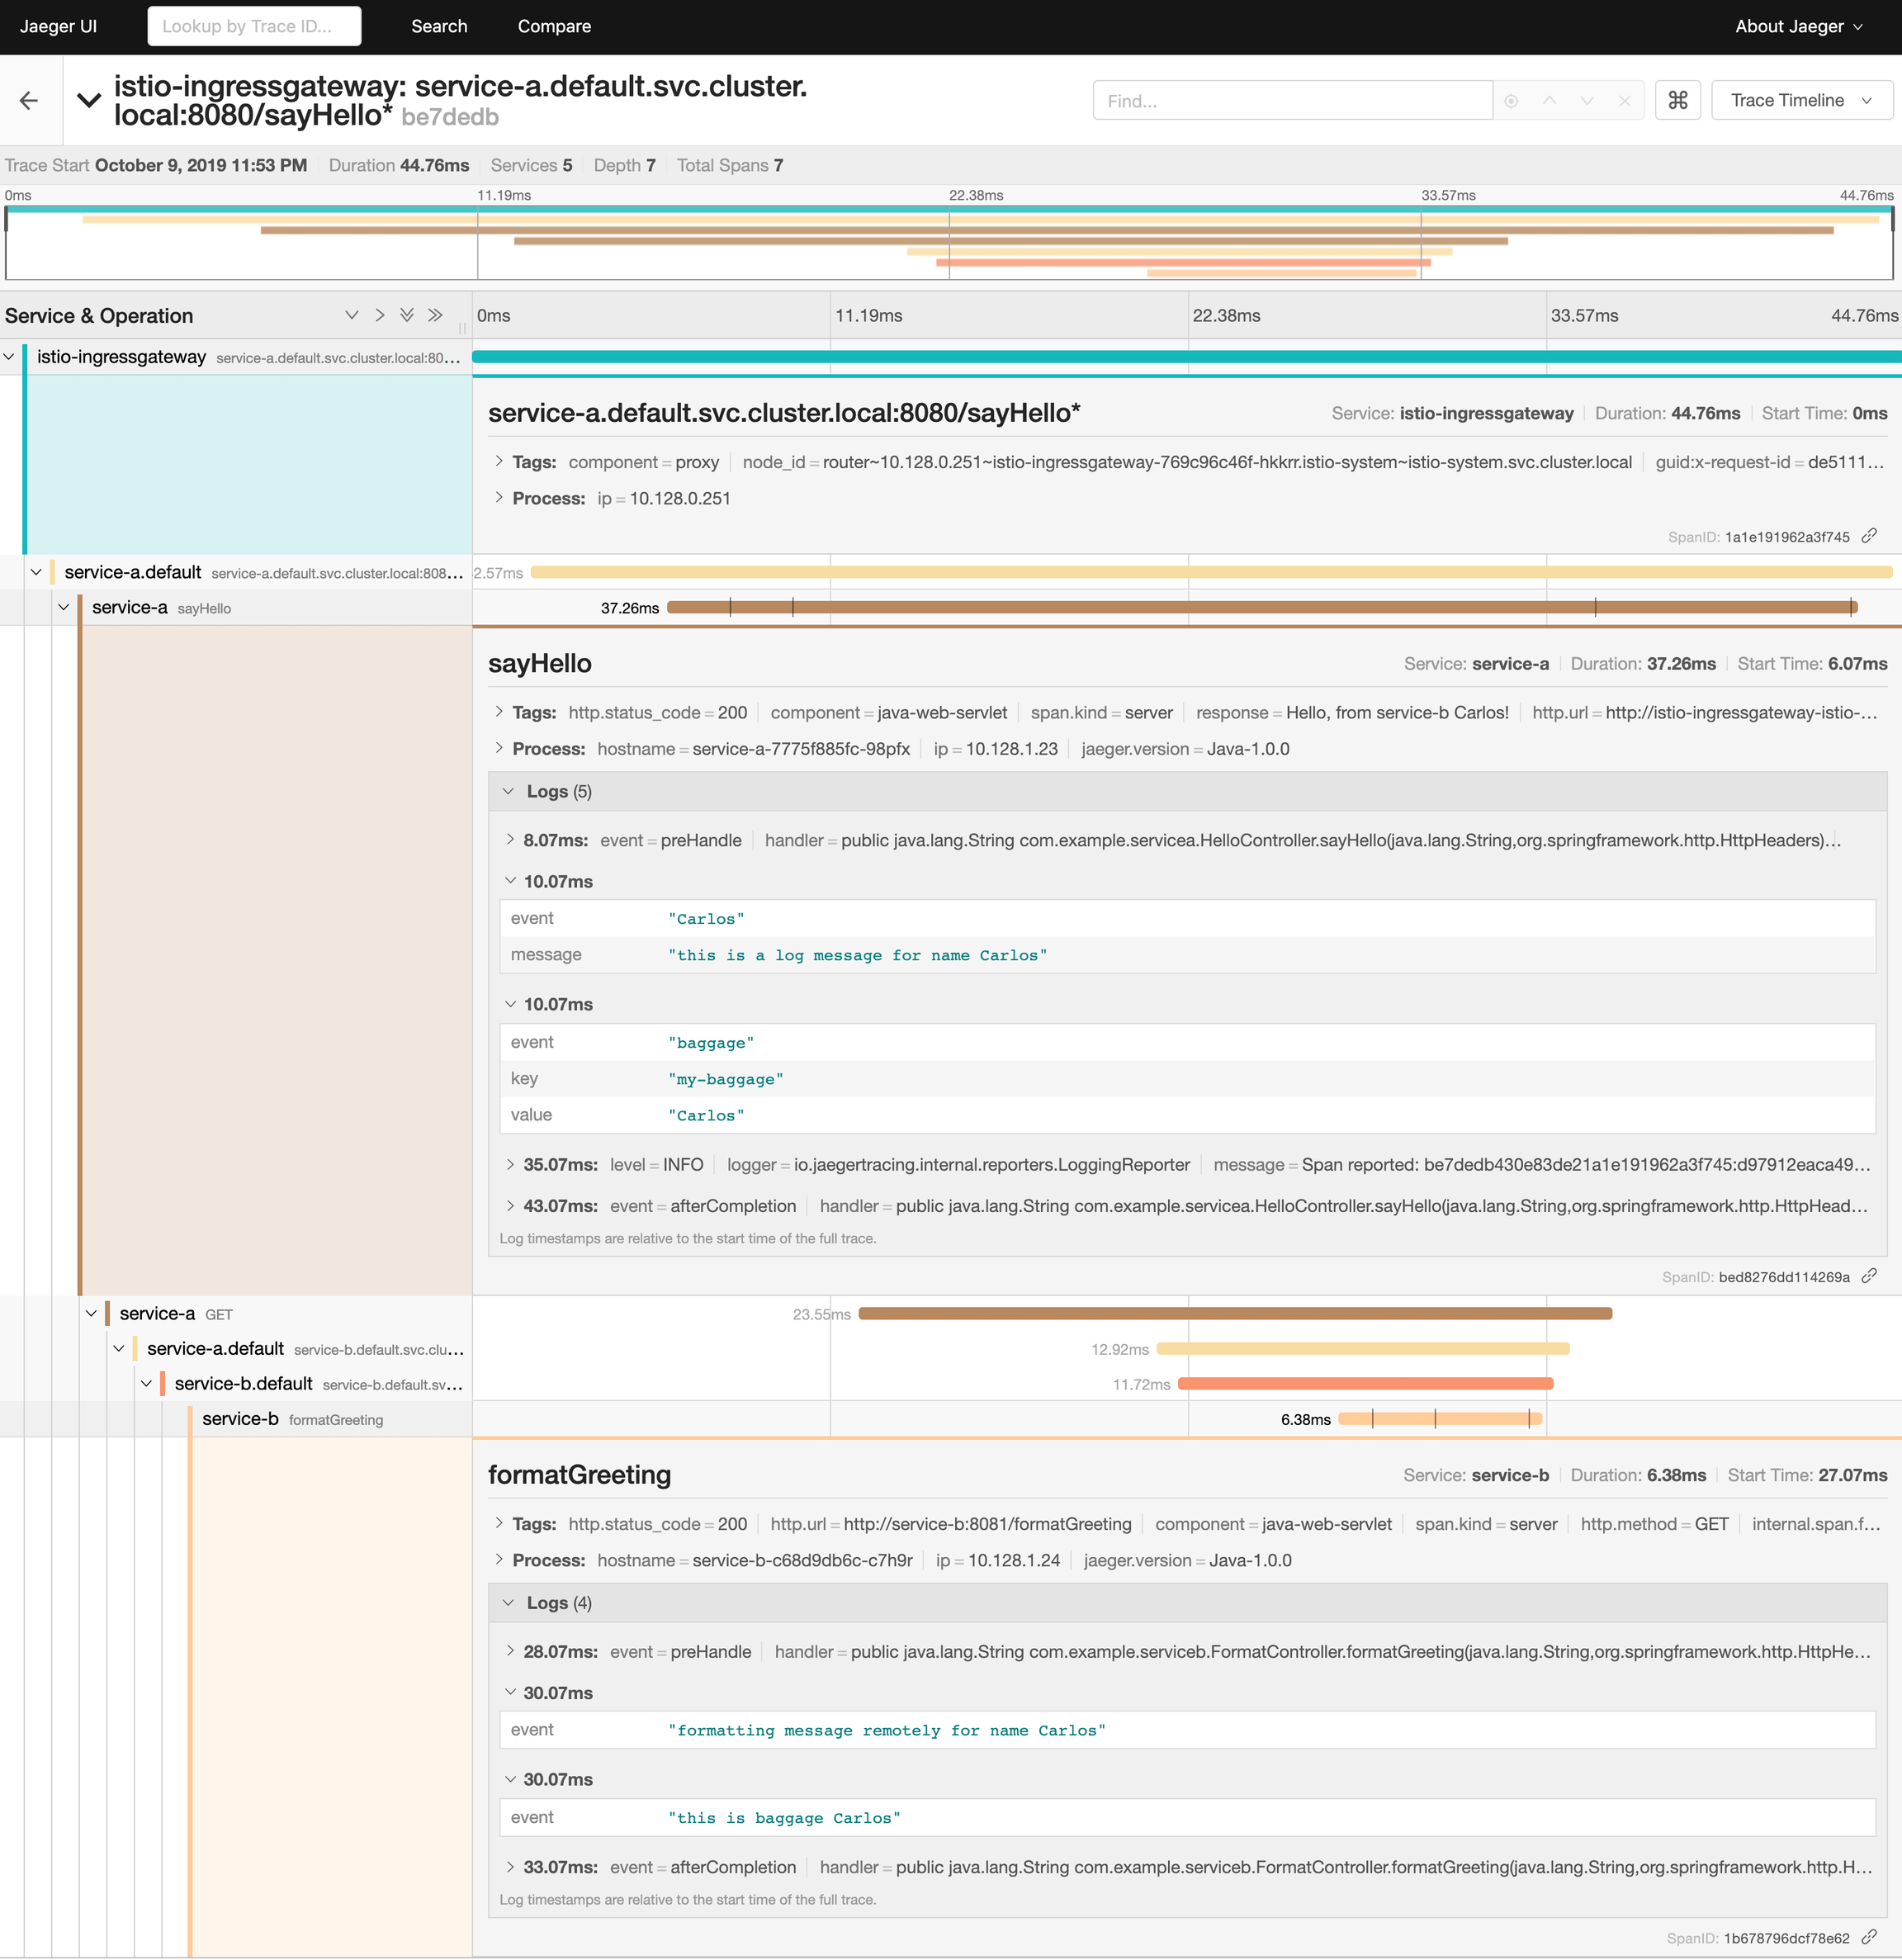 Jaeger UI Lookup by Trace ID... Search Compare About Jaeger
istio-ingressgateway: service-a.default.svc.cluster.
local:8080/sayHello* be7dedb
Find... ⌘ Trace Timeline
Trace Start October 9, 2019 11:53 PM Duration 44.76ms Services 5 Depth 7 Total Spans 7
0ms 11.19ms 22.38ms 33.57ms 44.76ms
Service & Operation 0ms 11.19ms 22.38ms 33.57ms 44.76ms
istio-ingressgateway service-a.default.svc.cluster.local:80...
service-a.default.svc.cluster.local:8080/sayHello* Service: istio-ingressgateway Duration: 44.76ms Start Time: 0ms
Tags: component = proxy node_id = router~10.128.0.251~istio-ingressgateway-769c96c46f-hkkrr.istio-system~istio-system.svc.cluster.local guid:x-request-id = de5111...
Process: ip = 10.128.0.251
SpanID: 1a1e191962a3f745
service-a.default service-a.default.svc.cluster.local:808... 2.57ms
service-a sayHello 37.26ms
sayHello Service: service-a Duration: 37.26ms Start Time: 6.07ms
Tags: http.status_code = 200 component = java-web-servlet span.kind = server response = Hello, from service-b Carlos! http.url = http://istio-ingressgateway-istio-...
Process: hostname = service-a-7775f885fc-98pfx ip = 10.128.1.23 jaeger.version = Java-1.0.0
Logs (5)
8.07ms: event = preHandle handler = public java.lang.String com.example.servicea.HelloController.sayHello(java.lang.String,org.springframework.http.HttpHeaders)...
10.07ms
event "Carlos"
message "this is a log message for name Carlos"
10.07ms
event "baggage"
key "my-baggage"
value "Carlos"
35.07ms: level = INFO logger = io.jaegertracing.internal.reporters.LoggingReporter message = Span reported: be7dedb430e83de21a1e191962a3f745:d97912eaca49...
43.07ms: event = afterCompletion handler = public java.lang.String com.example.servicea.HelloController.sayHello(java.lang.String,org.springframework.http.HttpHead...
Log timestamps are relative to the start time of the full trace.
SpanID: bed8276dd114269a
service-a GET 23.55ms
service-a.default service-b.default.svc.clu... 12.92ms
service-b.default service-b.default.sv... 11.72ms
service-b formatGreeting 6.38ms
formatGreeting Service: service-b Duration: 6.38ms Start Time: 27.07ms
Tags: http.status_code = 200 http.url = http://service-b:8081/formatGreeting component = java-web-servlet span.kind = server http.method = GET internal.span.f...
Process: hostname = service-b-c68d9db6c-c7h9r ip = 10.128.1.24 jaeger.version = Java-1.0.0
Logs (4)
28.07ms: event = preHandle handler = public java.lang.String com.example.serviceb.FormatController.formatGreeting(java.lang.String,org.springframework.http.HttpHe...
30.07ms
event "formatting message remotely for name Carlos"
30.07ms
event "this is baggage Carlos"
33.07ms: event = afterCompletion handler = public java.lang.String com.example.serviceb.FormatController.formatGreeting(java.lang.String,org.springframework.http.H...
Log timestamps are relative to the start time of the full trace.
SpanID: 1b678796dcf78e62